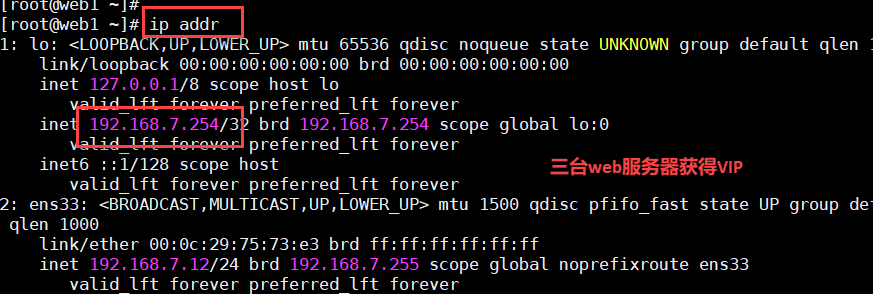 [root@web1 ~]#
[root@web1 ~]# ip addr
1: lo: <LOOPBACK,UP,LOWER_UP> mtu 65536 qdisc noqueue state UNKNOWN group default qlen 1
link/loopback 00:00:00:00:00:00 brd 00:00:00:00:00:00
inet 127.0.0.1/8 scope host lo
valid_lft forever preferred_lft forever
inet 192.168.7.254/32 brd 192.168.7.254 scope global lo:0
valid_lft forever preferred_lft forever
inet6 ::1/128 scope host
三台web服务器获得VIP
valid_lft forever preferred_lft forever
2: ens33: <BROADCAST,MULTICAST,UP,LOWER_UP> mtu 1500 qdisc pfifo_fast state UP group def
qlen 1000
link/ether 00:0c:29:75:73:e3 brd ff:ff:ff:ff:ff:ff
inet 192.168.7.12/24 brd 192.168.7.255 scope global noprefixroute ens33
valid_lft forever preferred_lft forever